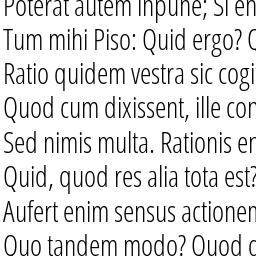 Poterat autem inpune; Si en
Tum mihi Piso: Quid ergo?
Ratio quidem vestra sic cogi
Quod cum dixissent, ille con
Sed nimis multa. Rationis en
Quid, quod res alia tota est?
Aufert enim sensus actionem
Quo tandem modo? Quod c